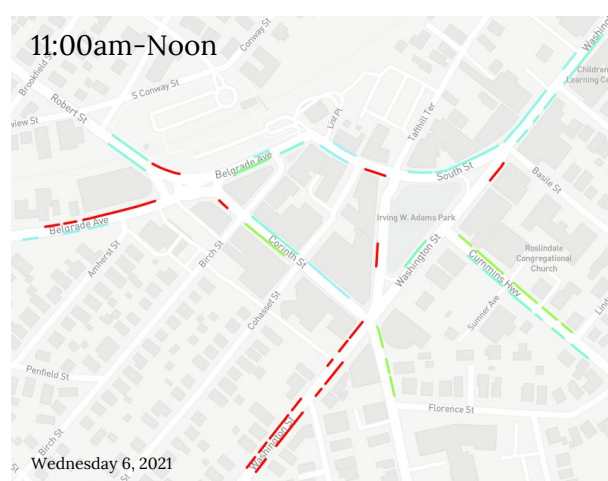 11:00am-Noon
Washing
Conway St
Brookfield St
Children
Learning Ce
S Conway St
Robert St
view St
List Pl
Taffhill Ter
Belgrade Ave
South St
Basile St
Irving W. Adams Park
Belgrade Ave
Amherst St
Birch St
Corinth St
Washington St
Roslindale
Congregational
Church
Cummins Hwy
Cohasset St
Sumner Ave
Lind
Penfield St
Florence St
Birch St
Washington St
Wednesday 6, 2021